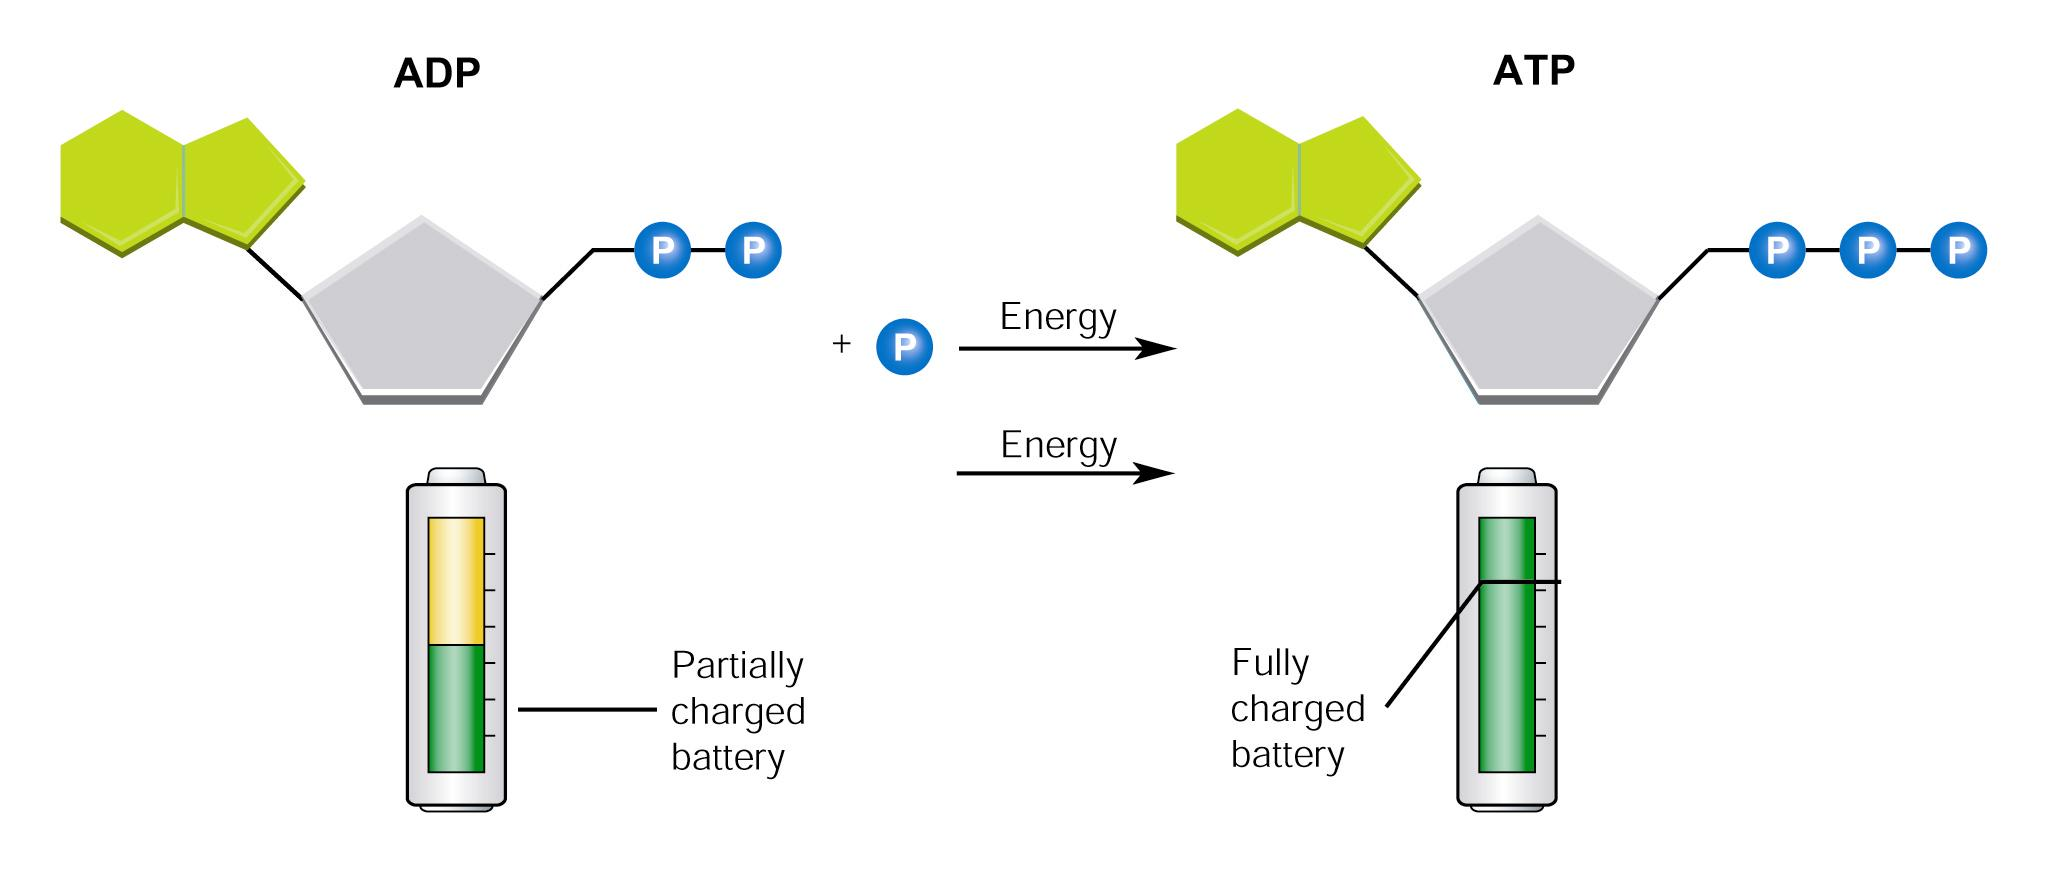 ADP
ATP
P P
P P P
+ P
Energy
Energy
Partially
charged
battery
Fully
charged
battery